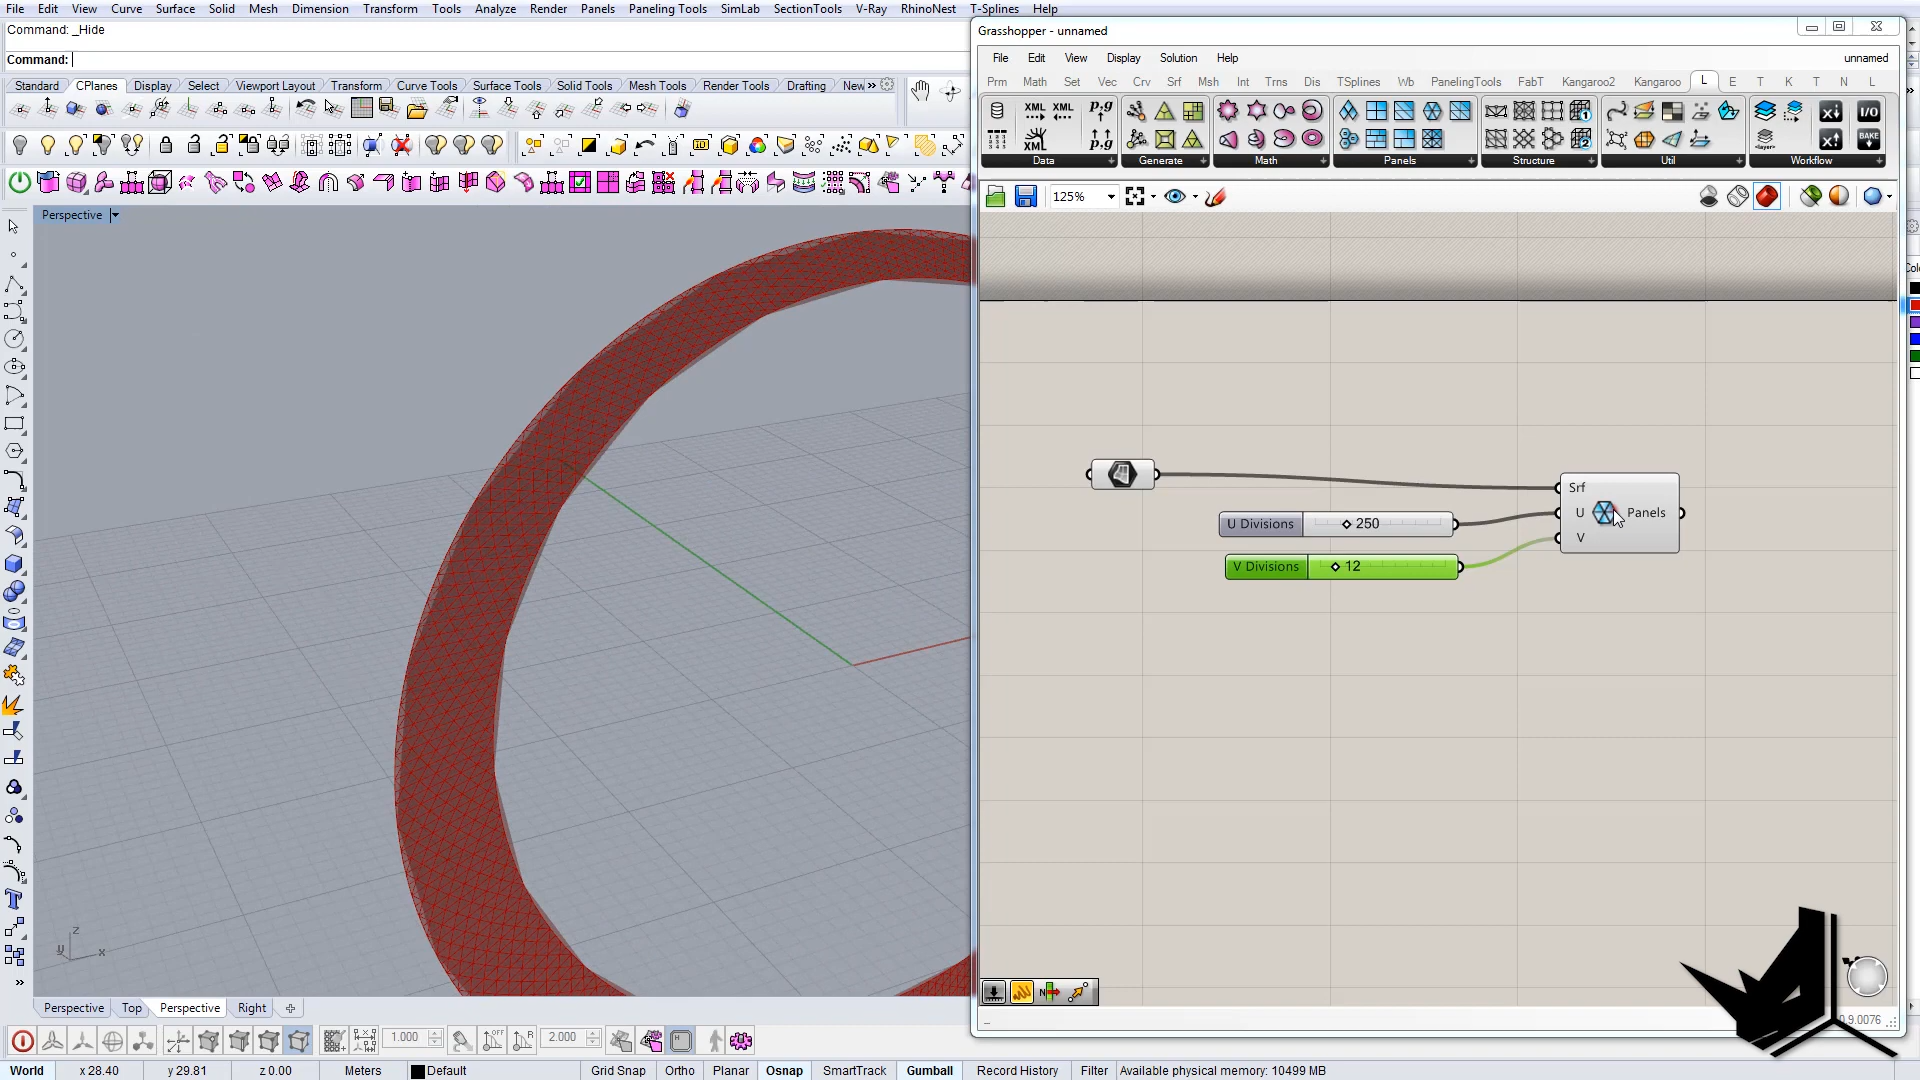 File Edit View Curve Surface Solid Mesh Dimension Transform Tools Analyze Render Panels Paneling Tools SimLab SectionTools V-Ray RhinoNest T-Splines Help
Command: _Hide
Command:
Standard CPlanes Display Select Viewport Layout Transform Curve Tools Surface Tools Solid Tools Mesh Tools Render Tools Drafting New »
Perspective
z
y x
Perspective Top Perspective Right
1.000 2.000
World x 28.40 y 29.81 z 0.00 Meters Default Grid Snap Ortho Planar Osnap SmartTrack Gumball Record History Filter Available physical memory: 10499 MB
Grasshopper - unnamed
File Edit View Display Solution Help unnamed
Prm Math Set Vec Crv Srf Msh Int Trns Dis TSplines Wb PanelingTools FabT Kangaroo2 Kangaroo L E T K T N L
XML XML p,g I/O
XML p,g BAKE
Data Generate Math Panels Structure Util Workflow
125%
Srf
U Panels
V
U Divisions 250
V Divisions 12
9.0076